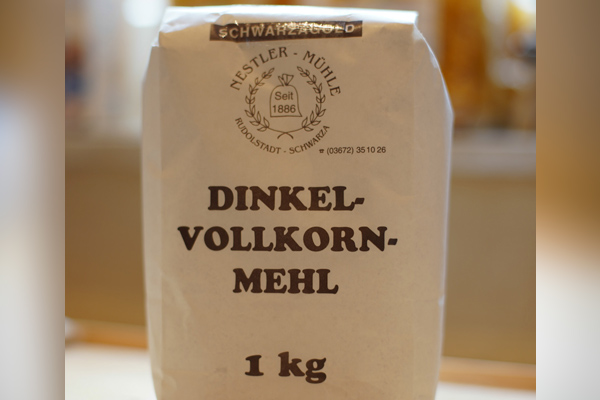 SCHWARZAGOLD
NESTLER - MÜHLE
Seit
1886
RUDOLSTADT - SCHWARZA
☎ (03672) 35 10 26
DINKEL-
VOLLKORN-
MEHL
1 kg